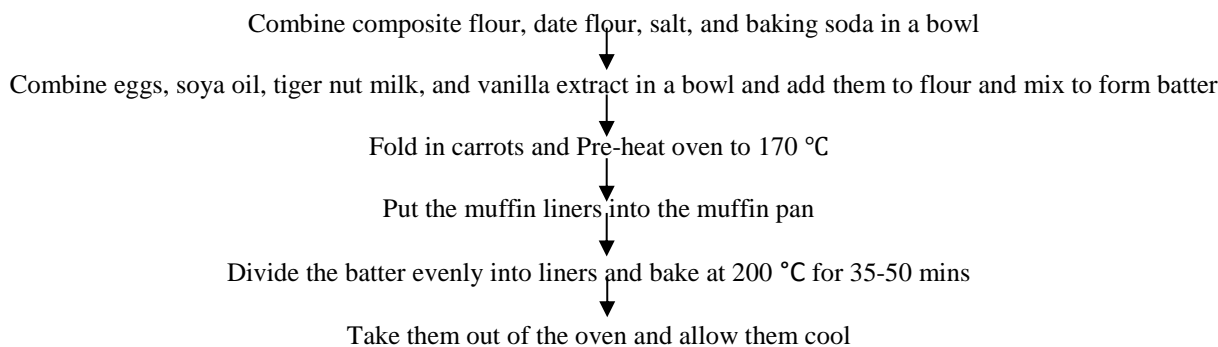 Combine composite flour, date flour, salt, and baking soda in a bowl
Combine eggs, soya oil, tiger nut milk, and vanilla extract in a bowl and add them to flour and mix to form batter
Fold in carrots and Pre-heat oven to 170 ℃
Put the muffin liners into the muffin pan
Divide the batter evenly into liners and bake at 200 °C for 35-50 mins
Take them out of the oven and allow them cool